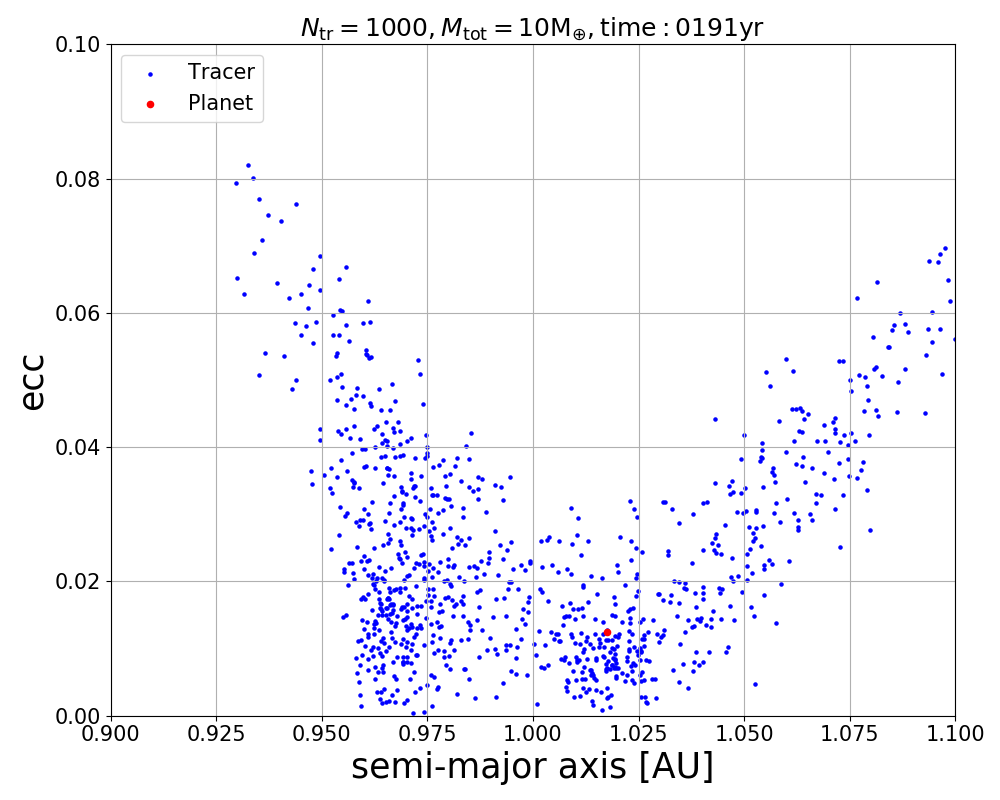 N_tr = 1000, M_tot = 10M_⊕, time : 0191yr
Tracer
Planet
0.10
0.08
0.06
0.04
0.02
0.00
ecc
0.900 0.925 0.950 0.975 1.000 1.025 1.050 1.075 1.100
semi-major axis [AU]